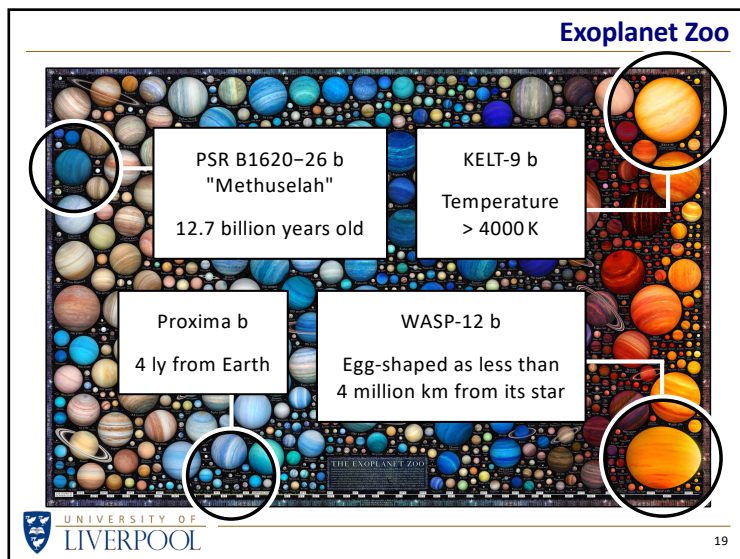 Exoplanet Zoo
PSR B1620−26 b
"Methuselah"
12.7 billion years old
KELT-9 b
Temperature
> 4000 K
Proxima b
4 ly from Earth
WASP-12 b
Egg-shaped as less than
4 million km from its star
THE EXOPLANET ZOO
UNIVERSITY OF
LIVERPOOL
19